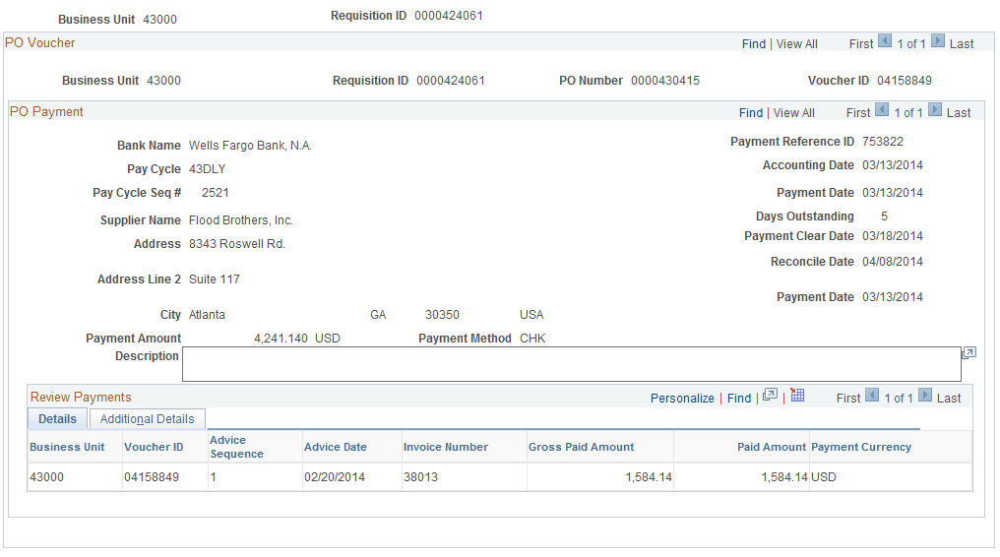 Business Unit 43000 Requisition ID 0000424061
PO Voucher Find | View All First 1 of 1 Last
Business Unit 43000 Requisition ID 0000424061 PO Number 0000430415 Voucher ID 04158849
PO Payment Find | View All First 1 of 1 Last
Bank Name Wells Fargo Bank, N.A. Payment Reference ID 753822
Pay Cycle 43DLY Accounting Date 03/13/2014
Pay Cycle Seq # 2521 Payment Date 03/13/2014
Supplier Name Flood Brothers, Inc. Days Outstanding 5
Address 8343 Roswell Rd. Payment Clear Date 03/18/2014
Reconcile Date 04/08/2014
Address Line 2 Suite 117
Payment Date 03/13/2014
City Atlanta GA 30350 USA
Payment Amount 4,241.140 USD Payment Method CHK
Description
Review Payments Personalize | Find | | First 1 of 1 Last
Details Additional Details
Business Unit Voucher ID Advice Sequence Advice Date Invoice Number Gross Paid Amount Paid Amount Payment Currency
43000 04158849 1 02/20/2014 38013 1,584.14 1,584.14 USD